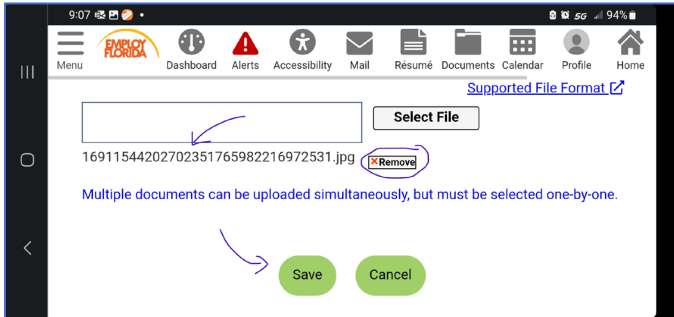 9:07 5G 94%
EMPLOY FLORIDA
Menu Dashboard Alerts Accessibility Mail Résumé Documents Calendar Profile Home
Supported File Format
Select File
16911544202702351765982216972531.jpg Remove
Multiple documents can be uploaded simultaneously, but must be selected one-by-one.
Save Cancel